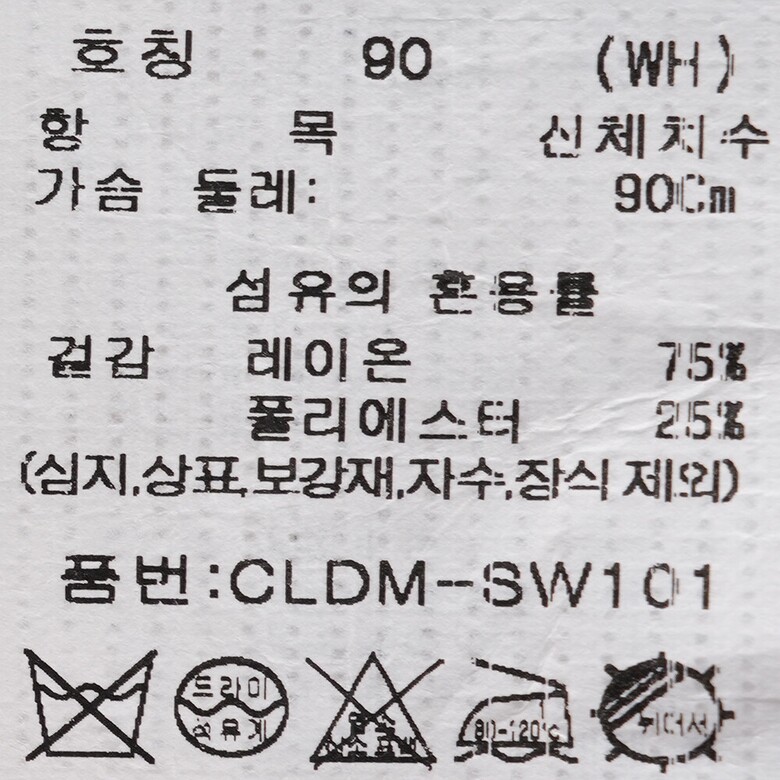 호칭 90 (WH)
항 목 신체치수
가슴 둘레: 90Cm
섬유의 혼용률
겉감 레이온 75%
폴리에스터 25%
(심지,상표,보강재,자수,장식 제외)
품번:CLDM-SW101
드라이
석유계
80-120℃
뉘어서